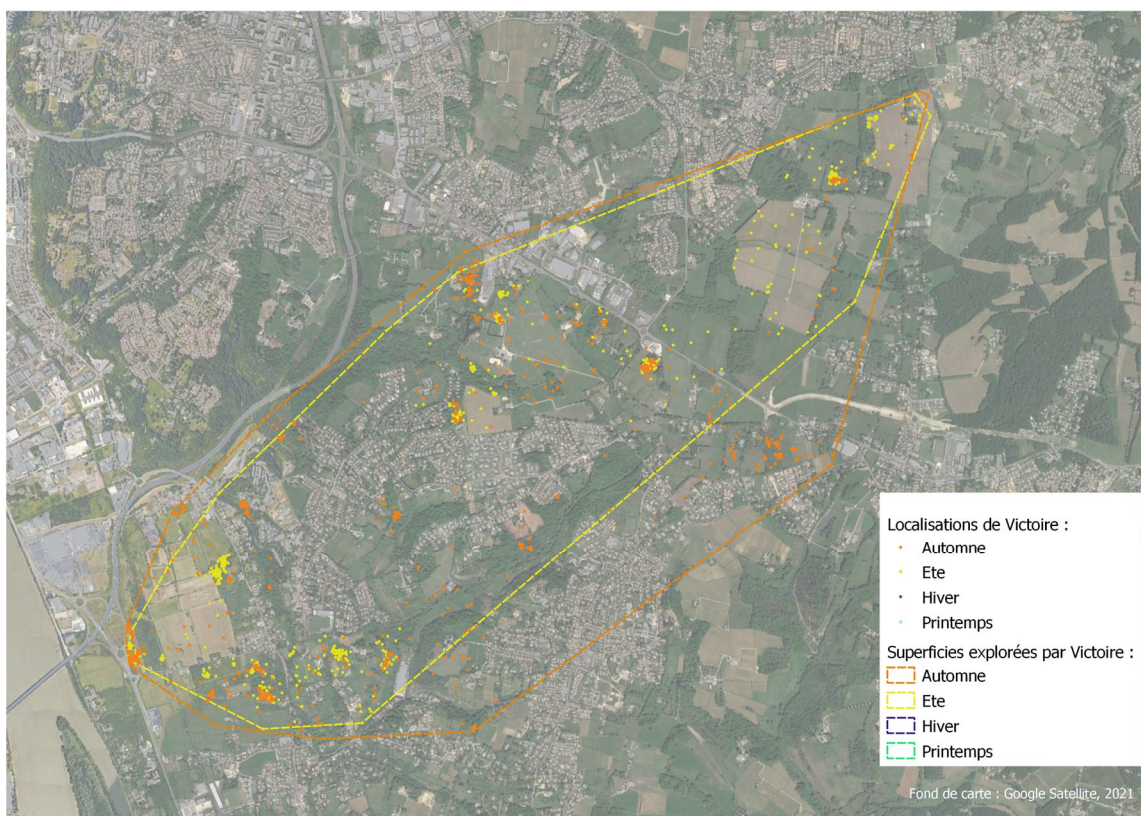 Localisations de Victoire :
Automne
Ete
Hiver
Printemps
Superficies explorées par Victoire :
Automne
Ete
Hiver
Printemps
Fond de carte : Google Satellite, 2021